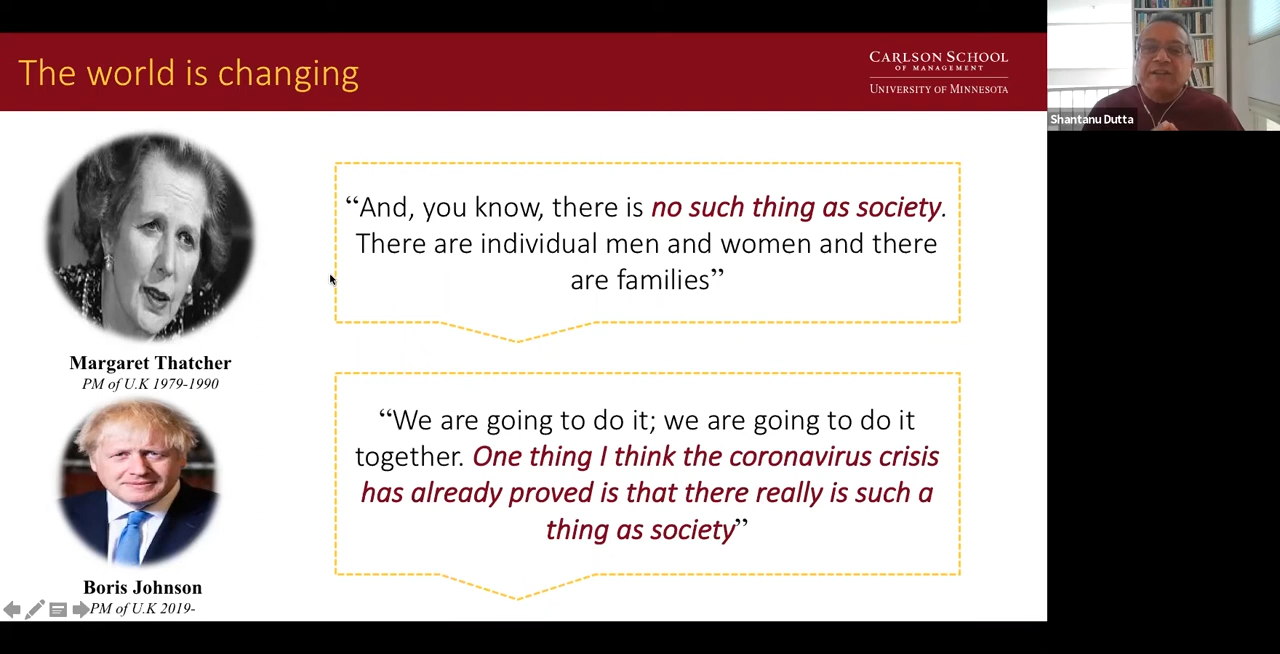 The world is changing
CARLSON SCHOOL
OF MANAGEMENT
UNIVERSITY OF MINNESOTA
Shantanu Dutta
“And, you know, there is no such thing as society.
There are individual men and women and there
are families”
Margaret Thatcher
PM of U.K 1979-1990
“We are going to do it; we are going to do it
together. One thing I think the coronavirus crisis
has already proved is that there really is such a
thing as society”
Boris Johnson
PM of U.K 2019-